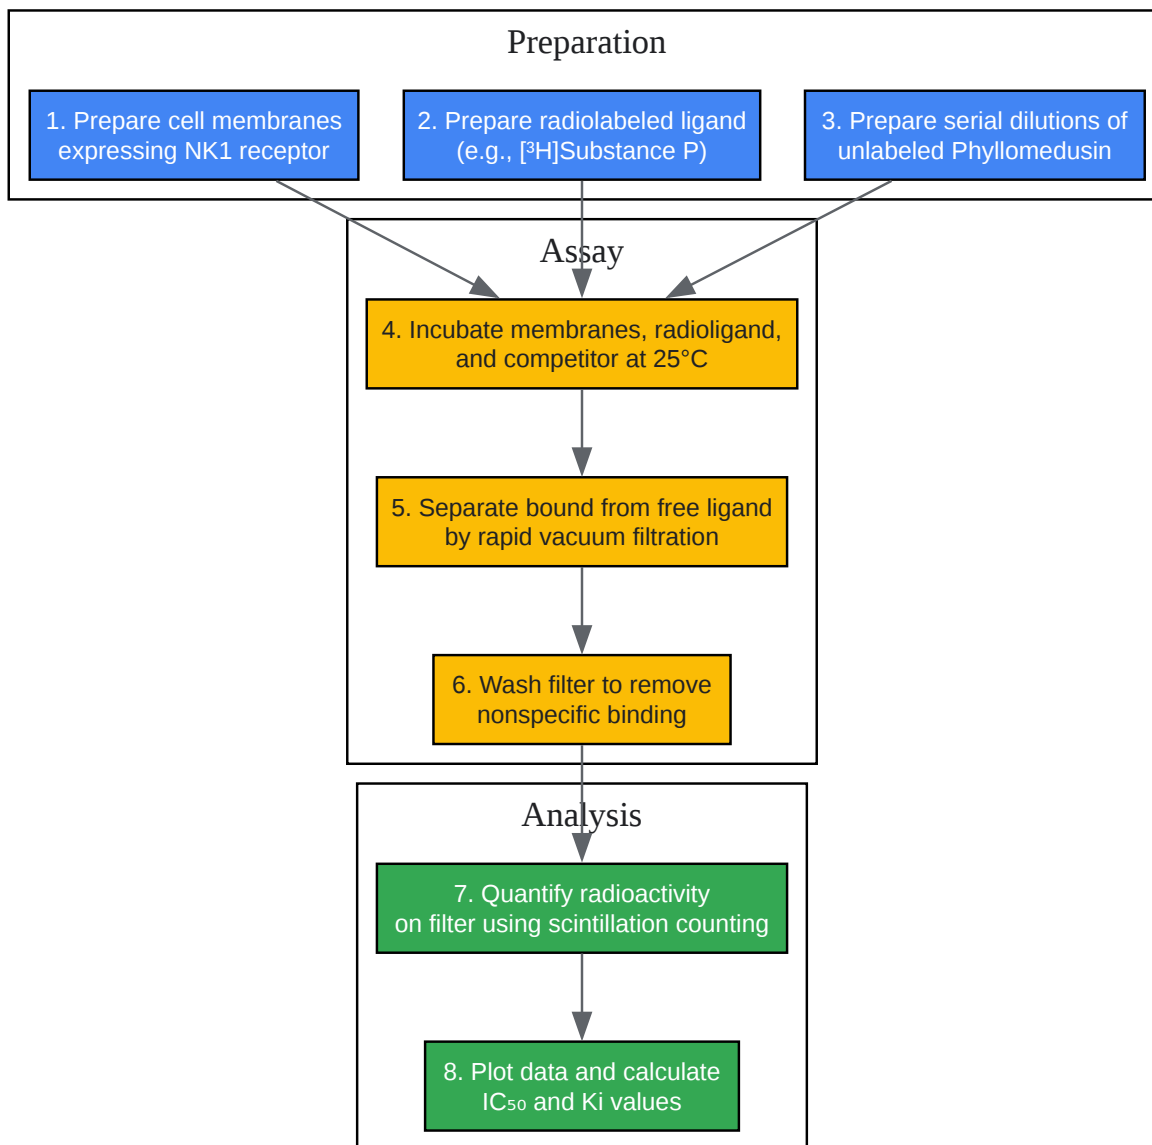 Preparation
1. Prepare cell membranes
expressing NK1 receptor
2. Prepare radiolabeled ligand
(e.g., [³H]Substance P)
3. Prepare serial dilutions of
unlabeled Phyllomedusin
Assay
4. Incubate membranes, radioligand,
and competitor at 25°C
5. Separate bound from free ligand
by rapid vacuum filtration
6. Wash filter to remove
nonspecific binding
Analysis
7. Quantify radioactivity
on filter using scintillation counting
8. Plot data and calculate
IC₅₀ and Ki values